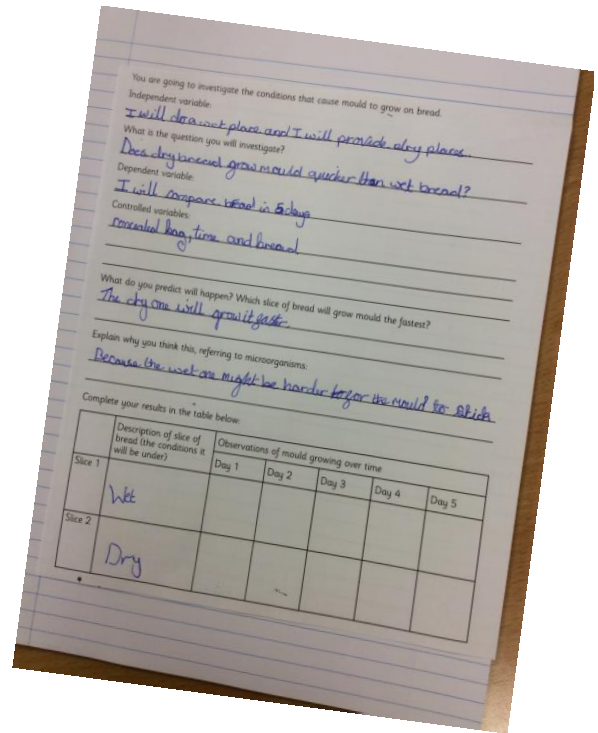 You are going to investigate the conditions that cause mould to grow on bread.
Independent variable:
I will do a wet place and I will provide dry places.
What is the question you will investigate?
Does dry bread grow mould quicker than wet bread?
Dependent variable:
I will compare bread in 5 days
Controlled variables:
concealed bag, time and bread
What do you predict will happen? Which slice of bread will grow mould the fastest?
The dry one will grow it faster.
Explain why you think this, referring to microorganisms:
Because the wet one might be harder for the mould to stick
Complete your results in the table below:
Description of slice of bread (the conditions it will be under)
Observations of mould growing over time
Day 1 Day 2 Day 3 Day 4 Day 5
Slice 1
Wet
Slice 2
Dry